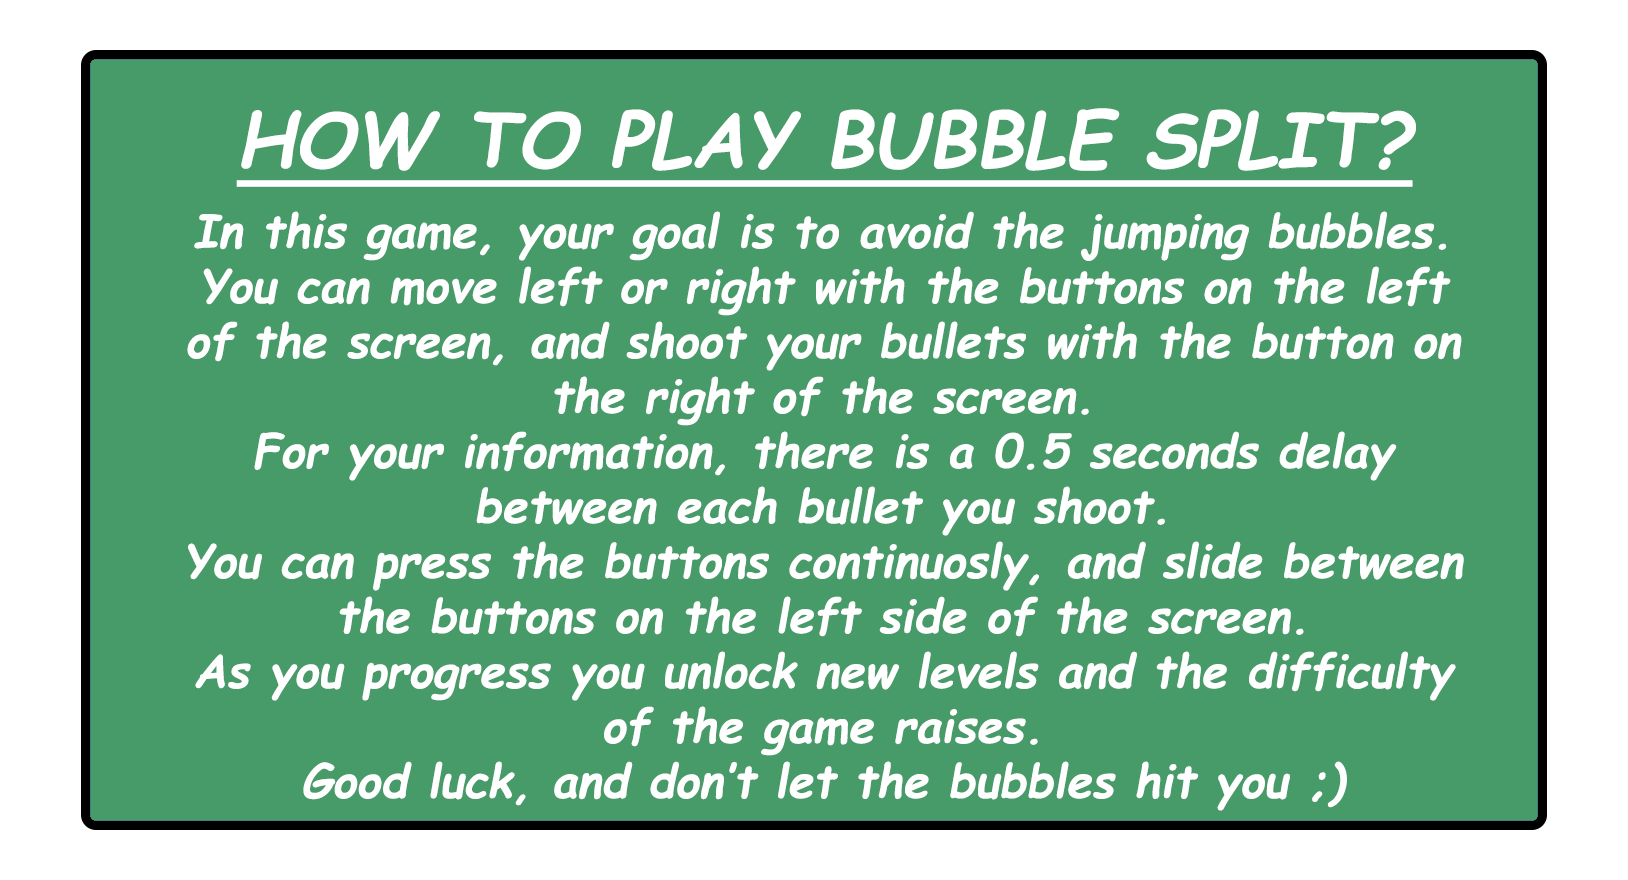 HOW TO PLAY BUBBLE SPLIT?
In this game, your goal is to avoid the jumping bubbles.
You can move left or right with the buttons on the left
of the screen, and shoot your bullets with the button on
the right of the screen.
For your information, there is a 0.5 seconds delay
between each bullet you shoot.
You can press the buttons continuosly, and slide between
the buttons on the left side of the screen.
As you progress you unlock new levels and the difficulty
of the game raises.
Good luck, and don't let the bubbles hit you ;)